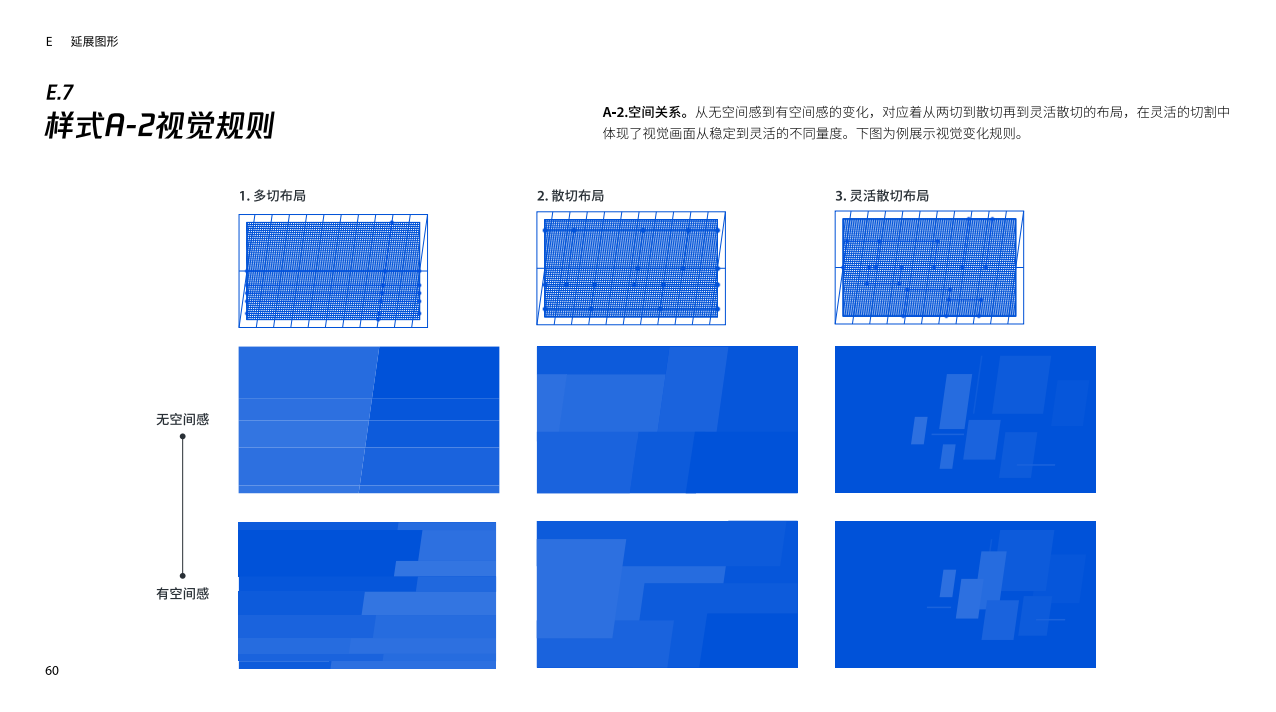 E 延展图形
E.7
样式A-2视觉规则
A-2.空间关系。从无空间感到有空间感的变化，对应着从两切到散切再到灵活散切的布局，在灵活的切割中
体现了视觉画面从稳定到灵活的不同量度。下图为例展示视觉变化规则。
1. 多切布局
2. 散切布局
3. 灵活散切布局
无空间感
有空间感
60